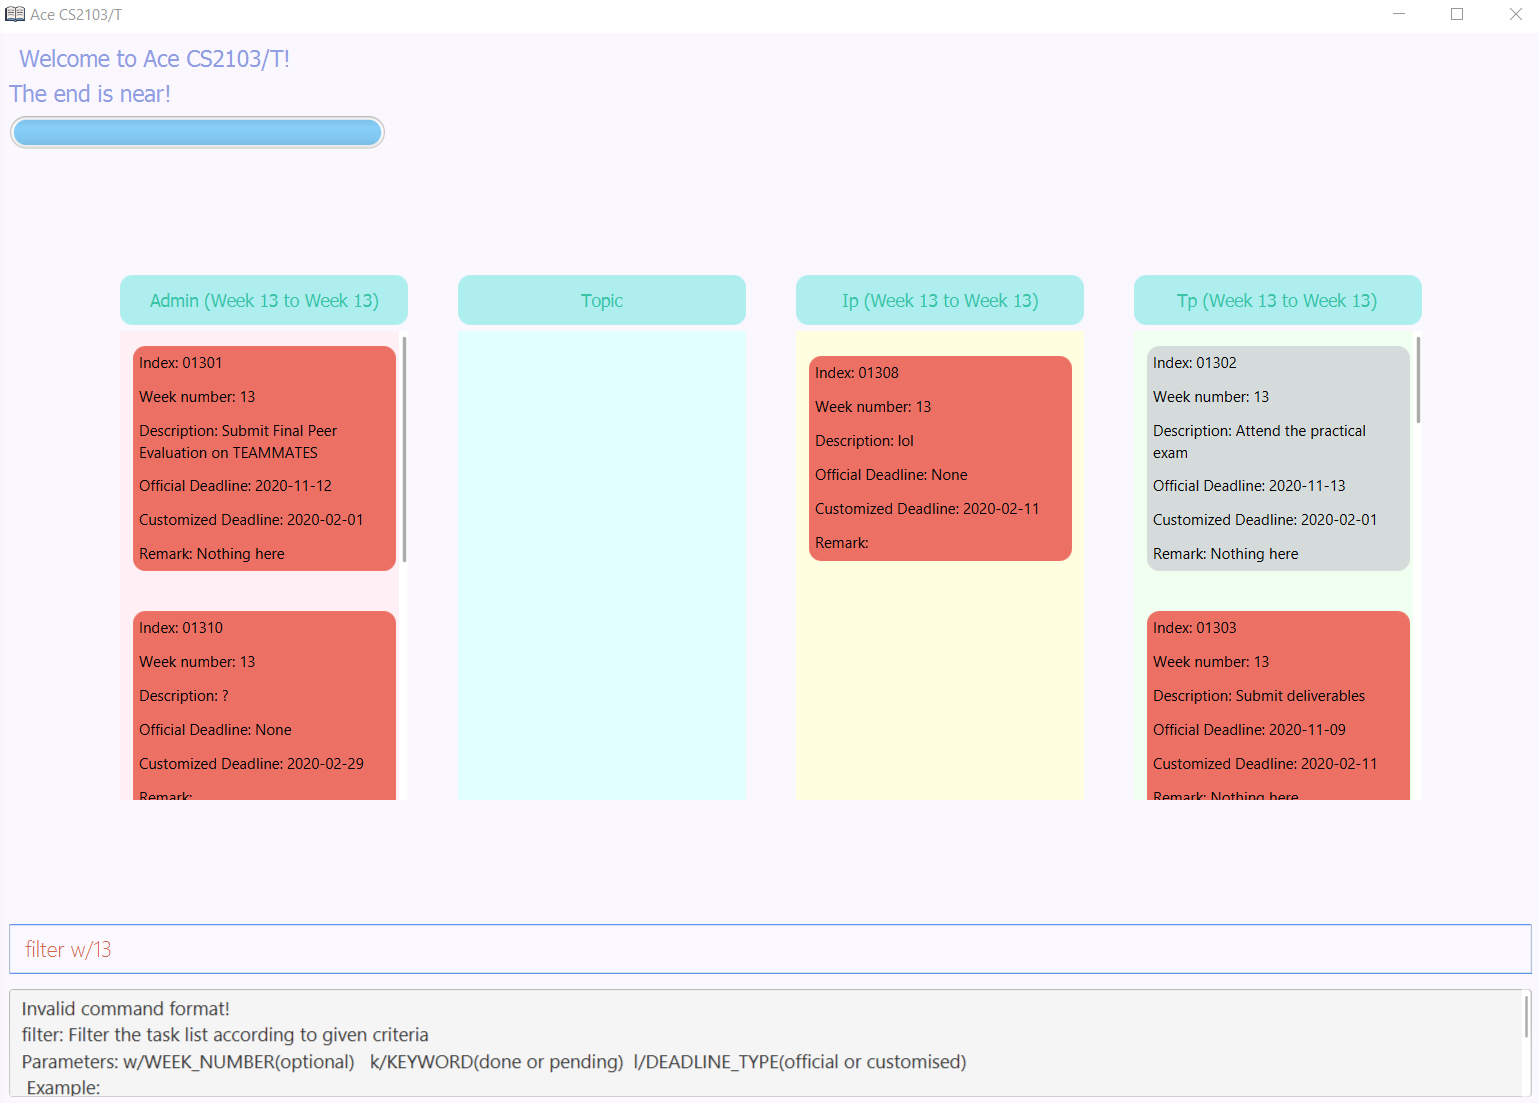 Ace CS2103/T
Welcome to Ace CS2103/T!
The end is near!
Admin (Week 13 to Week 13)
Index: 01301
Week number: 13
Description: Submit Final Peer
Evaluation on TEAMMATES
Official Deadline: 2020-11-12
Customized Deadline: 2020-02-01
Remark: Nothing here
Index: 01310
Week number: 13
Description: ?
Official Deadline: None
Customized Deadline: 2020-02-29
Remark:
Topic
Ip (Week 13 to Week 13)
Index: 01308
Week number: 13
Description: lol
Official Deadline: None
Customized Deadline: 2020-02-11
Remark:
Tp (Week 13 to Week 13)
Index: 01302
Week number: 13
Description: Attend the practical
exam
Official Deadline: 2020-11-13
Customized Deadline: 2020-02-01
Remark: Nothing here
Index: 01303
Week number: 13
Description: Submit deliverables
Official Deadline: 2020-11-09
Customized Deadline: 2020-02-11
Remark: Nothing here
filter w/13
Invalid command format!
filter: Filter the task list according to given criteria
Parameters: w/WEEK_NUMBER(optional) k/KEYWORD(done or pending) l/DEADLINE_TYPE(official or customised)
Example: